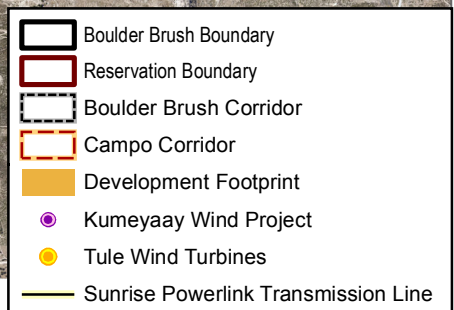 Boulder Brush Boundary
Reservation Boundary
Boulder Brush Corridor
Campo Corridor
Development Footprint
Kumeyaay Wind Project
Tule Wind Turbines
Sunrise Powerlink Transmission Line